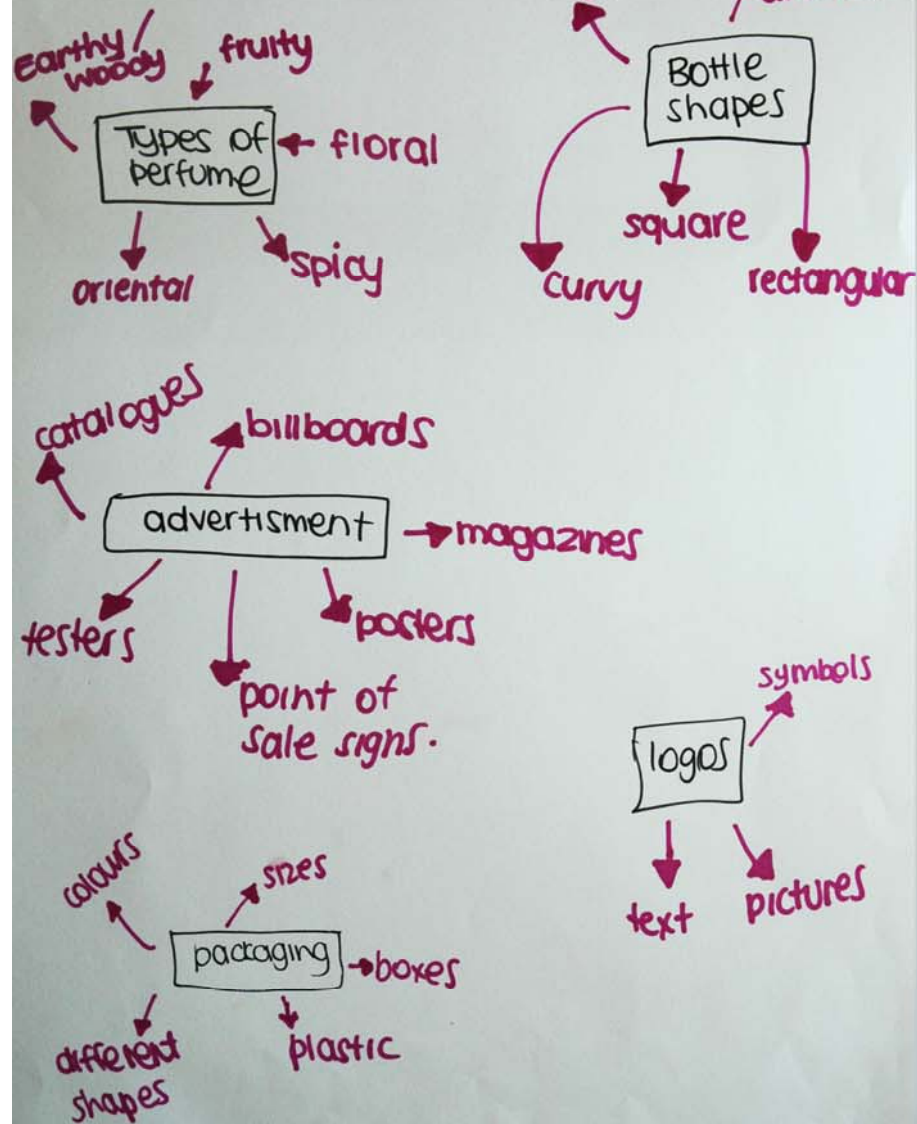 Earthy/
woody
fruity
Types of
perfume
floral
oriental
spicy
Bottle
shapes
square
curvy
rectangular
catalogues
billboards
advertisment
magazines
testers
posters
point of
sale signs.
symbols
logos
text
pictures
colours
sizes
packaging
boxes
different
shapes
plastic